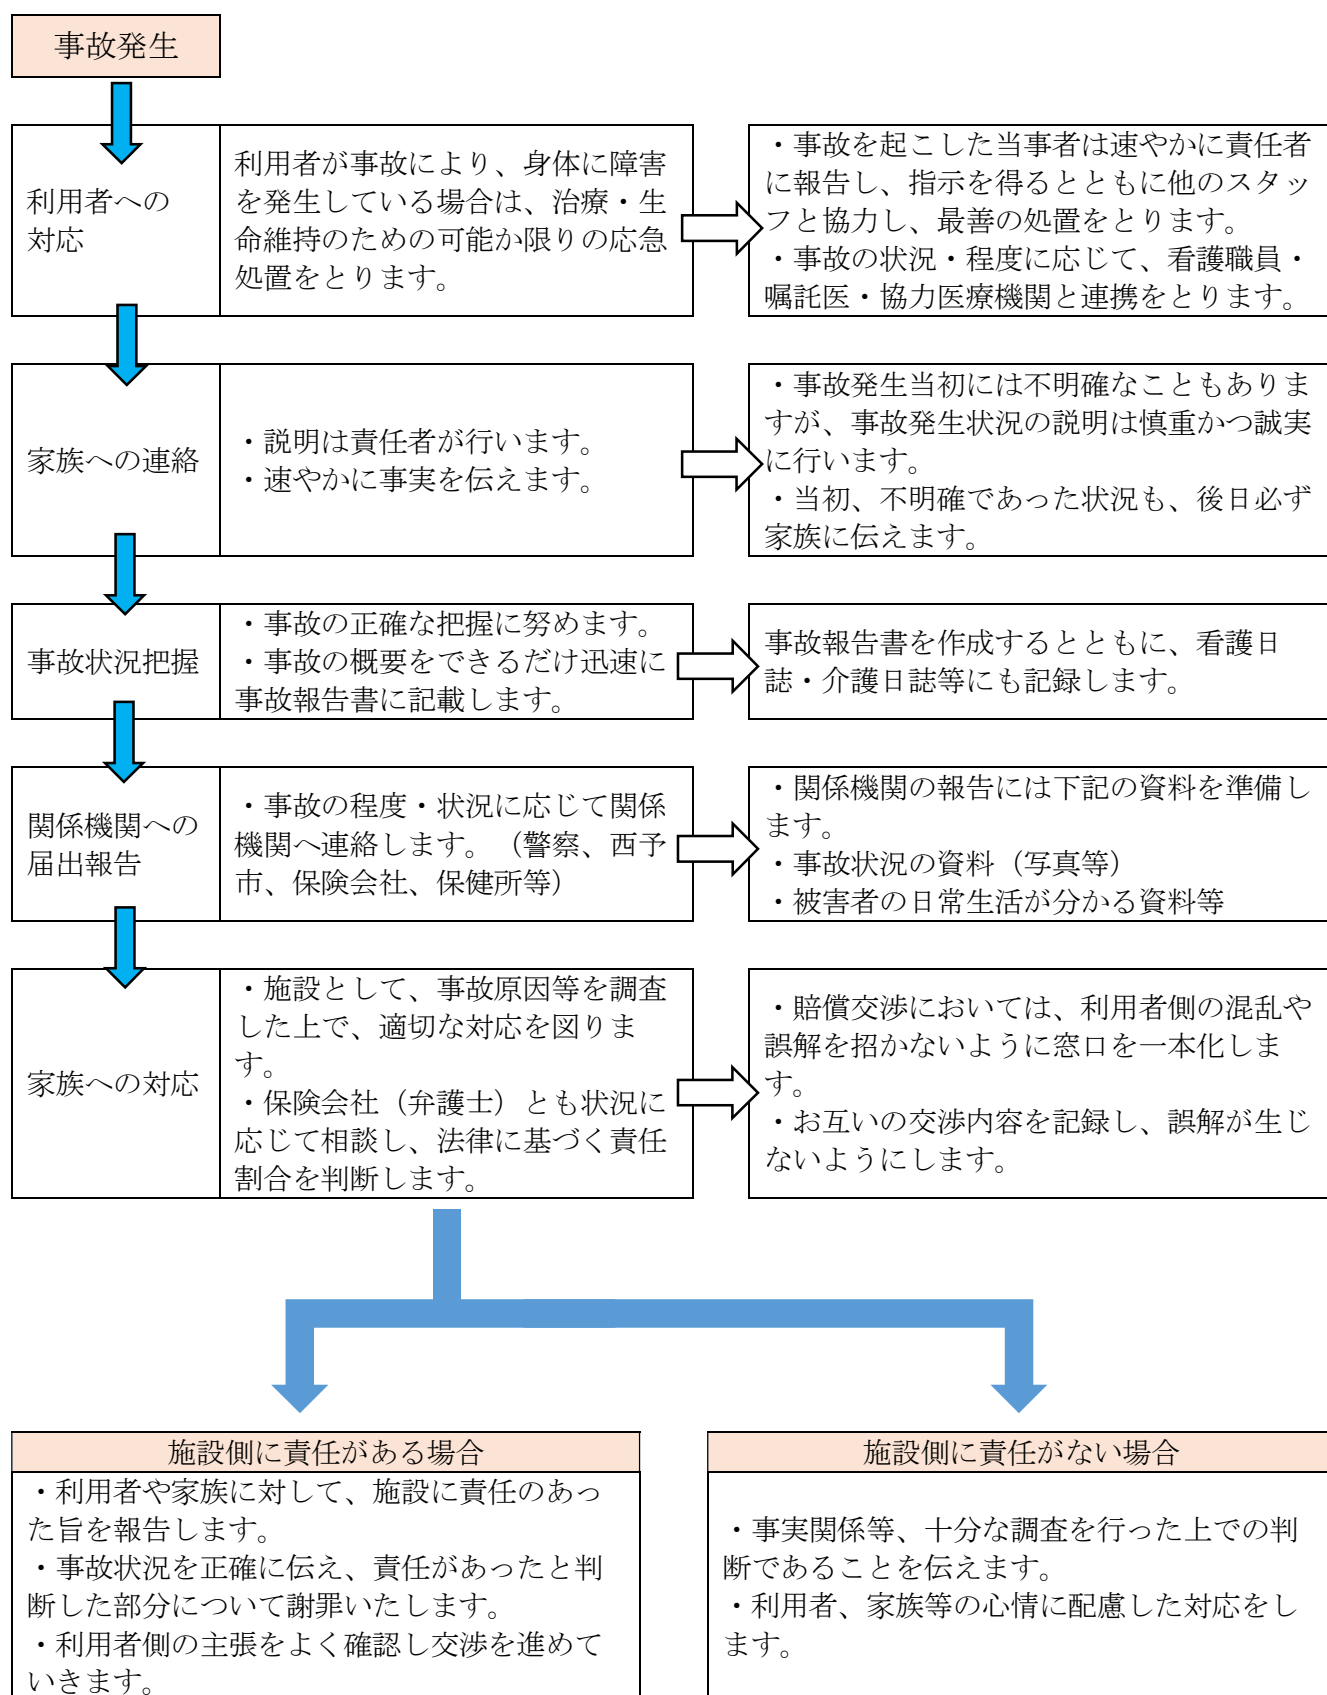 事故発生
利用者への
対応
利用者が事故により、身体に障害
を発生している場合は、治療・生
命維持のための可能か限りの応急
処置をとります。
・事故を起こした当事者は速やかに責任者
に報告し、指示を得るとともに他のスタッ
フと協力し、最善の処置をとります。
・事故の状況・程度に応じて、看護職員・
嘱託医・協力医療機関と連携をとります。
家族への連絡
・説明は責任者が行います。
・速やかに事実を伝えます。
・事故発生当初には不明確なこともありま
すが、事故発生状況の説明は慎重かつ誠実
に行います。
・当初、不明確であった状況も、後日必ず
家族に伝えます。
事故状況把握
・事故の正確な把握に努めます。
・事故の概要をできるだけ迅速に
事故報告書に記載します。
事故報告書を作成するとともに、看護日
誌・介護日誌等にも記録します。
関係機関への
届出報告
・事故の程度・状況に応じて関係
機関へ連絡します。（警察、西予
市、保険会社、保健所等）
・関係機関の報告には下記の資料を準備し
ます。
・事故状況の資料（写真等）
・被害者の日常生活が分かる資料等
家族への対応
・施設として、事故原因等を調査
した上で、適切な対応を図りま
す。
・保険会社（弁護士）とも状況に
応じて相談し、法律に基づく責任
割合を判断します。
・賠償交渉においては、利用者側の混乱や
誤解を招かないように窓口を一本化しま
す。
・お互いの交渉内容を記録し、誤解が生じ
ないようにします。
施設側に責任がある場合
・利用者や家族に対して、施設に責任のあっ
た旨を報告します。
・事故状況を正確に伝え、責任があったと判
断した部分について謝罪いたします。
・利用者側の主張をよく確認し交渉を進めて
いきます。
施設側に責任がない場合
・事実関係等、十分な調査を行った上での判
断であることを伝えます。
・利用者、家族等の心情に配慮した対応をし
ます。